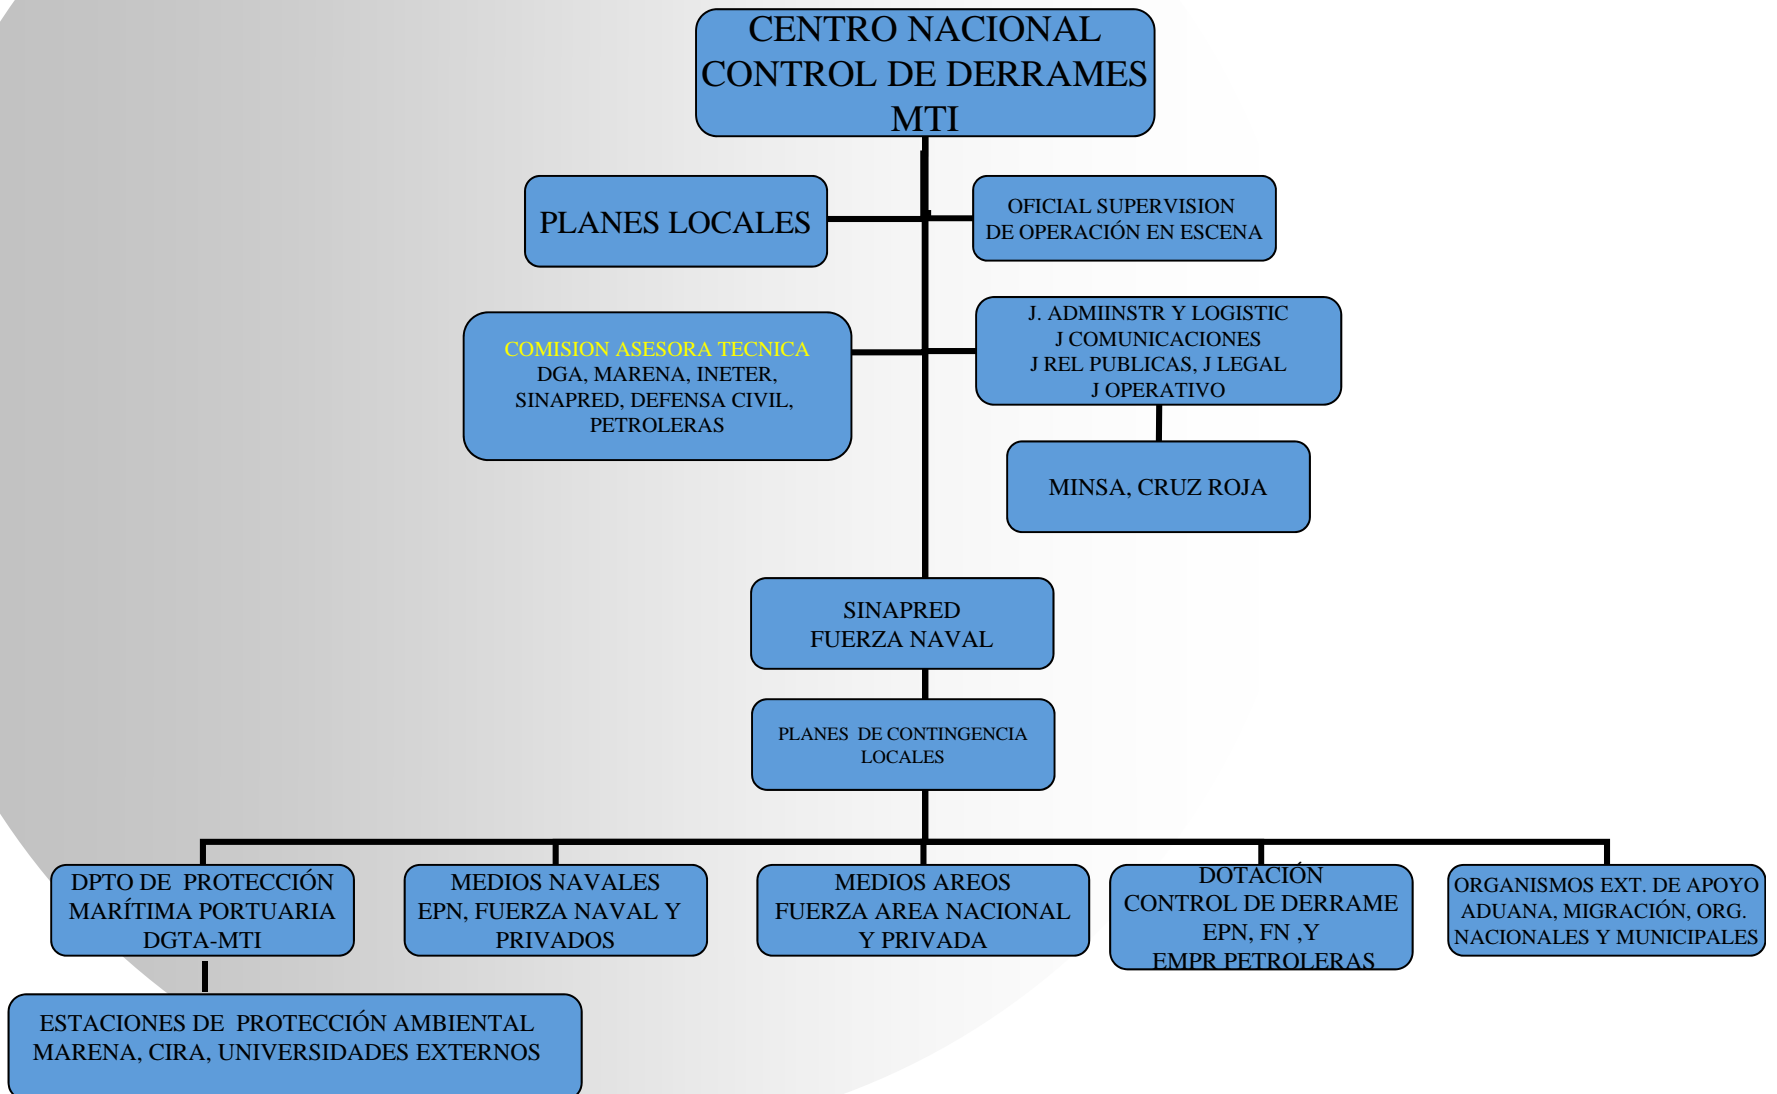 CENTRO NACIONAL
CONTROL DE DERRAMES
MTI
PLANES LOCALES
OFICIAL SUPERVISION
DE OPERACIÓN EN ESCENA
COMISION ASESORA TECNICA
DGA, MARENA, INETER,
SINAPRED, DEFENSA CIVIL,
PETROLERAS
J. ADMIINSTR Y LOGISTIC
J COMUNICACIONES
J REL PUBLICAS, J LEGAL
J OPERATIVO
MINSA, CRUZ ROJA
SINAPRED
FUERZA NAVAL
PLANES DE CONTINGENCIA
LOCALES
DPTO DE PROTECCIÓN
MARÍTIMA PORTUARIA
DGTA-MTI
MEDIOS NAVALES
EPN, FUERZA NAVAL Y
PRIVADOS
MEDIOS AREOS
FUERZA AREA NACIONAL
Y PRIVADA
DOTACIÓN
CONTROL DE DERRAME
EPN, FN ,Y
EMPR PETROLERAS
ORGANISMOS EXT. DE APOYO
ADUANA, MIGRACIÓN, ORG.
NACIONALES Y MUNICIPALES
ESTACIONES DE PROTECCIÓN AMBIENTAL
MARENA, CIRA, UNIVERSIDADES EXTERNOS